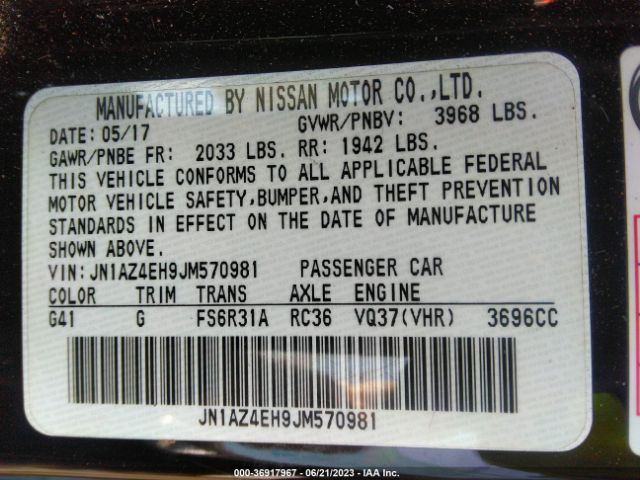 MANUFACTURED BY NISSAN MOTOR CO.,LTD.
DATE: 05/17 GVWR/PNBV: 3968 LBS.
GAWR/PNBE FR: 2033 LBS. RR: 1942 LBS.
THIS VEHICLE CONFORMS TO ALL APPLICABLE FEDERAL
MOTOR VEHICLE SAFETY,BUMPER,AND THEFT PREVENTION
STANDARDS IN EFFECT ON THE DATE OF MANUFACTURE
SHOWN ABOVE.
VIN:JN1AZ4EH9JM570981 PASSENGER CAR
COLOR TRIM TRANS AXLE ENGINE
G41 G FS6R31A RC36 VQ37(VHR) 3696CC
JN1AZ4EH9JM570981
© 36917967 - 06/21/2023 - IAA Inc.